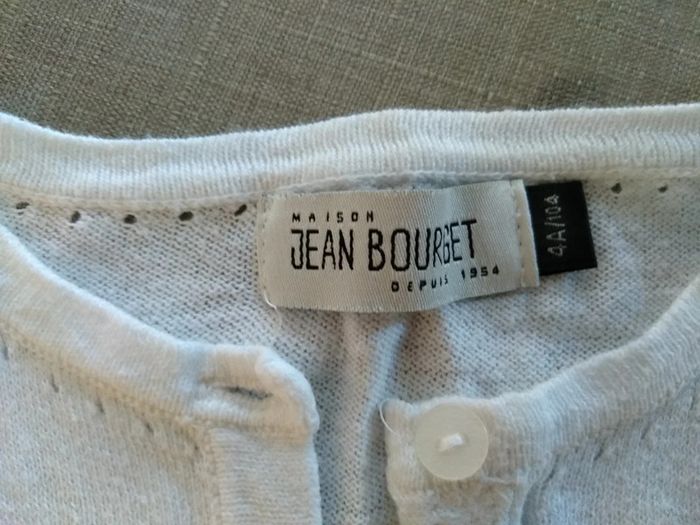 MAISON
JEAN BOURGET
DEPUIS 1954
4A/104